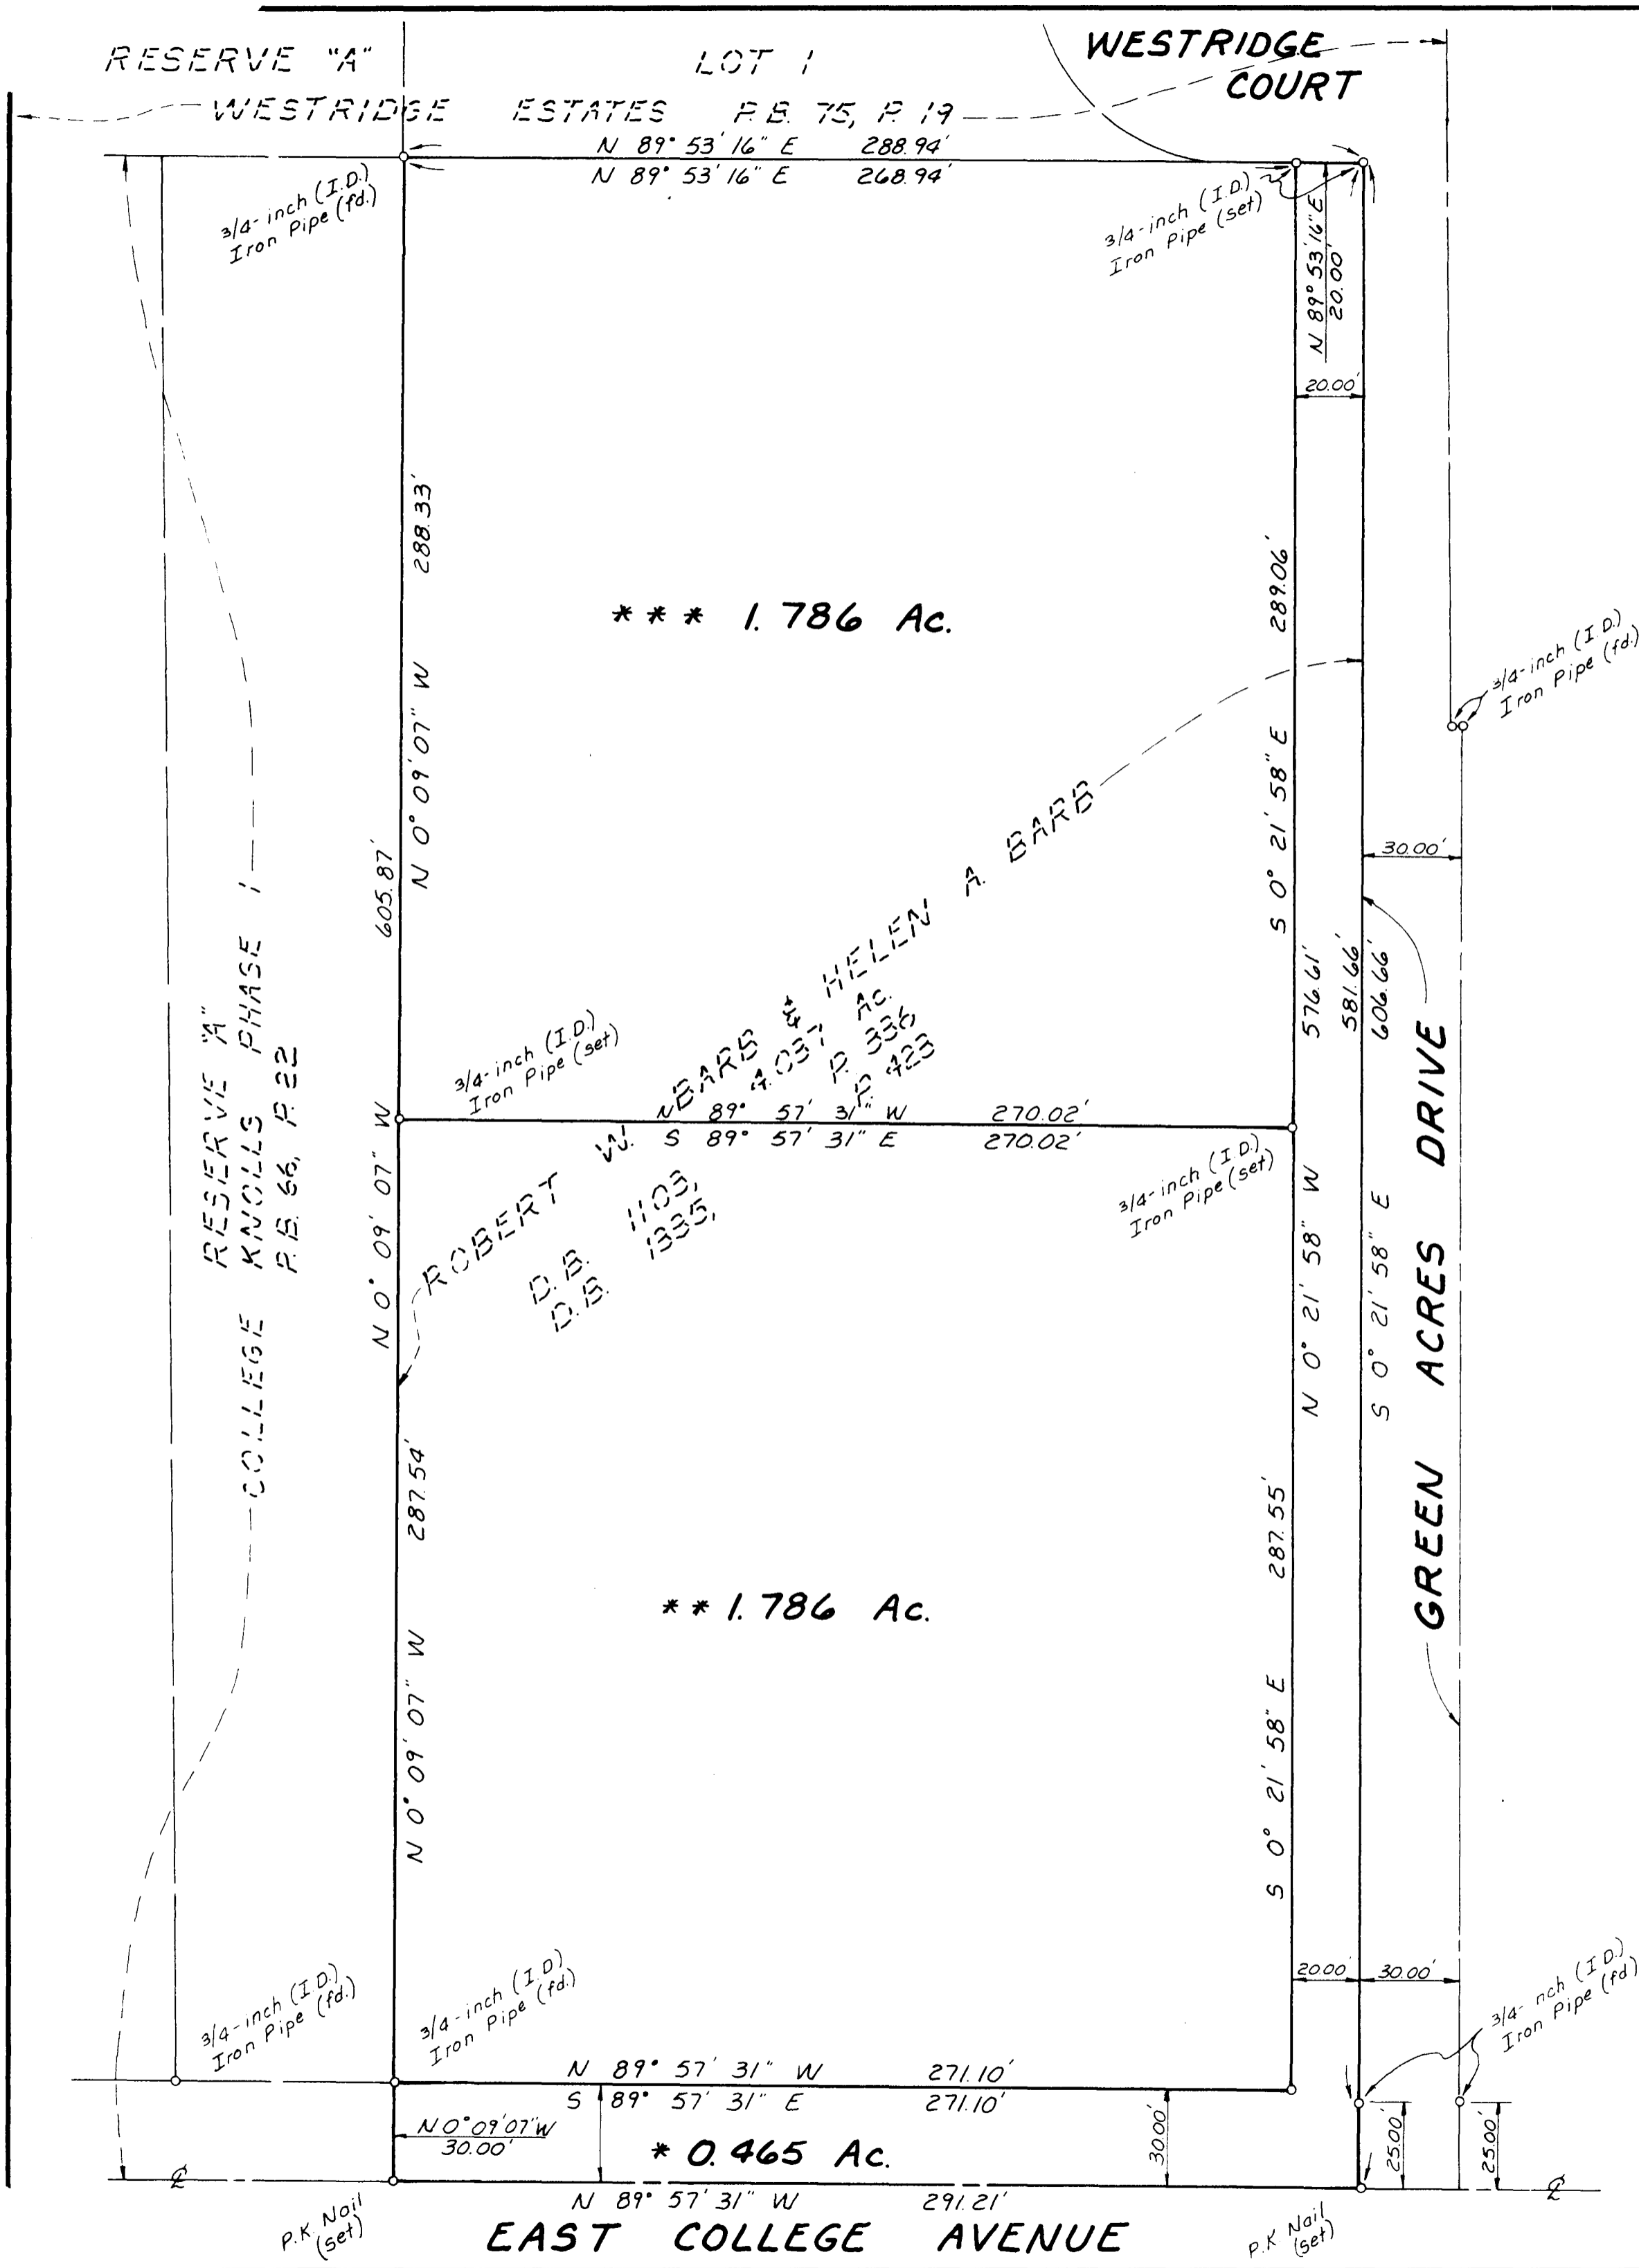 RESERVE "A"
LOT 1
WESTRIDGE
COURT
WESTRIDGE ESTATES P.B. 75, P. 19
N 89° 53' 16" E 288.94'
N 89° 53' 16" E 268.94'
3/4-inch (I.D.)
Iron Pipe (fd.)
3/4-inch (I.D.)
Iron Pipe (set)
N 89° 53' 16" E
20.00'
20.00'
288.33'
N 0° 09' 07" W
289.06'
S 0° 21' 58" E
* * * 1.786 Ac.
3/4-inch (I.D.)
Iron Pipe (fd.)
30.00'
605.87'
N 0° 09' 07" W
576.61'
N 0° 21' 58" W
581.66'
606.66'
S 0° 21' 58" E
ROBERT W. BARB & HELEN A. BARB
4.037 Ac.
D.B. 1103, P. 336
D.B. 1335, P. 423
RESERVE "A"
COLLEGE KNOLLS PHASE 1
P.B. 66, P. 22
3/4-inch (I.D.)
Iron Pipe (set)
N 89° 57' 31" W 270.02'
S 89° 57' 31" E 270.02'
3/4-inch (I.D.)
Iron Pipe (set)
GREEN ACRES DRIVE
287.54'
N 0° 09' 07" W
287.55'
S 0° 21' 58" E
* * 1.786 Ac.
20.00'
30.00'
3/4-inch (I.D.)
Iron Pipe (fd.)
3/4-inch (I.D.)
Iron Pipe (fd.)
3/4- nch (I.D.)
Iron Pipe (fd.)
N 89° 57' 31" W 271.10'
S 89° 57' 31" E 271.10'
N 0° 09' 07" W
30.00'
* 0.465 Ac.
30.00'
25.00'
25.00'
℄
℄
N 89° 57' 31" W 291.21'
P.K. Nail
(set)
EAST COLLEGE AVENUE
P.K Nail
(set)